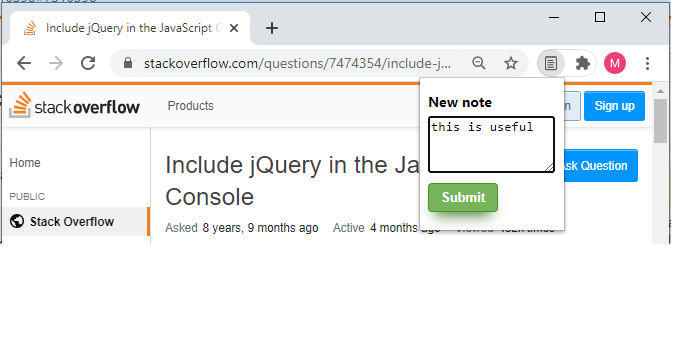 Include jQuery in the JavaScript C
stackoverflow.com/questions/7474354/include-j...
M
stackoverflow
Products
n
Sign up
New note
this is useful
Submit
Home
PUBLIC
Stack Overflow
Include jQuery in the Ja
Console
Ask Question
Asked 8 years, 9 months ago Active 4 months ago